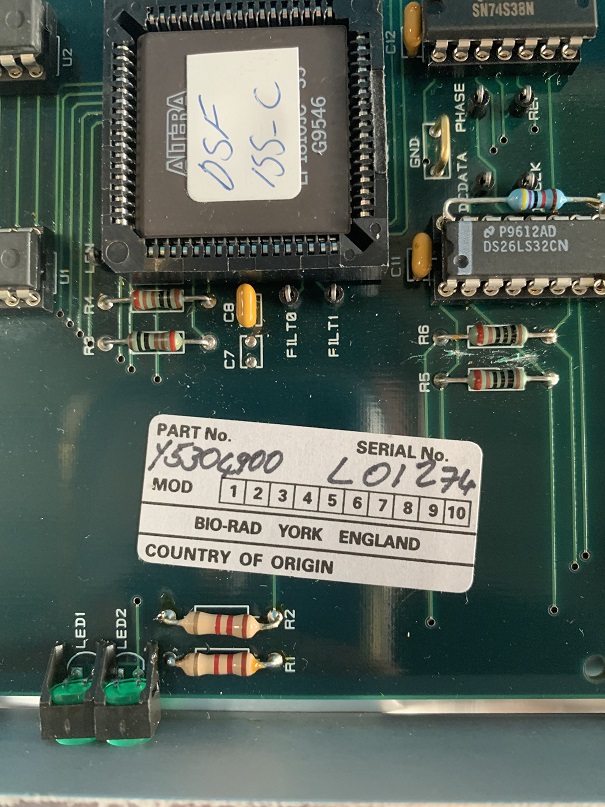 U2
C12
SN74S38N
ALTERA
DSF
155-C
G9546
PHASE
GND
P9612AD
DS26LS32CN
C11
U1
R4
C8
C7
FILT0
FILT1
R6
R5
PART No.
Y5304900
SERIAL No.
L01274
MOD
1 2 3 4 5 6 7 8 9 10
BIO-RAD YORK ENGLAND
COUNTRY OF ORIGIN
LED1
LED2
R2
R1